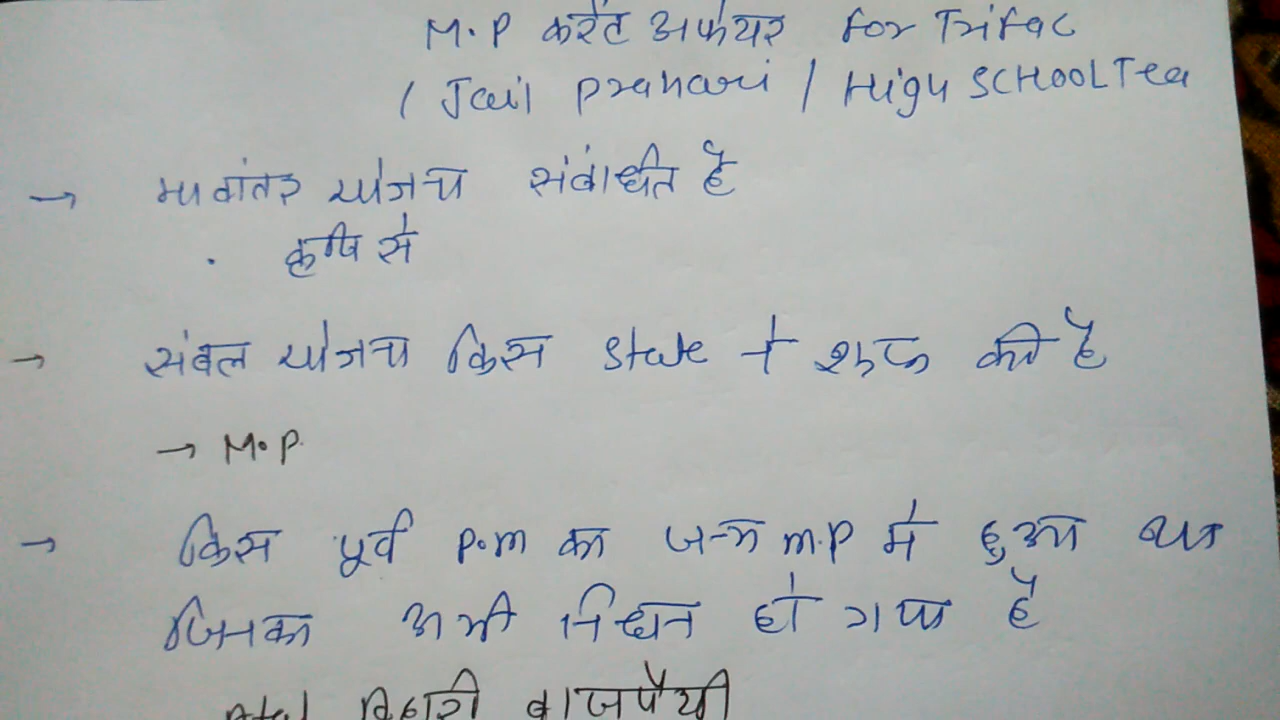 M.P करेंट अफेयर for Trifac
/ Jail Prahari / High SCHOOL Tea
→ भावांतर योजना संबंधित है
. कृषि से
→ संबल योजना किस state ने शुरू की है
→ M.P.
→ किस पूर्व P.m का जन्म m.p में हुआ था
जिनका अभी निधन हो गया है
अटल बिहारी वाजपैयी